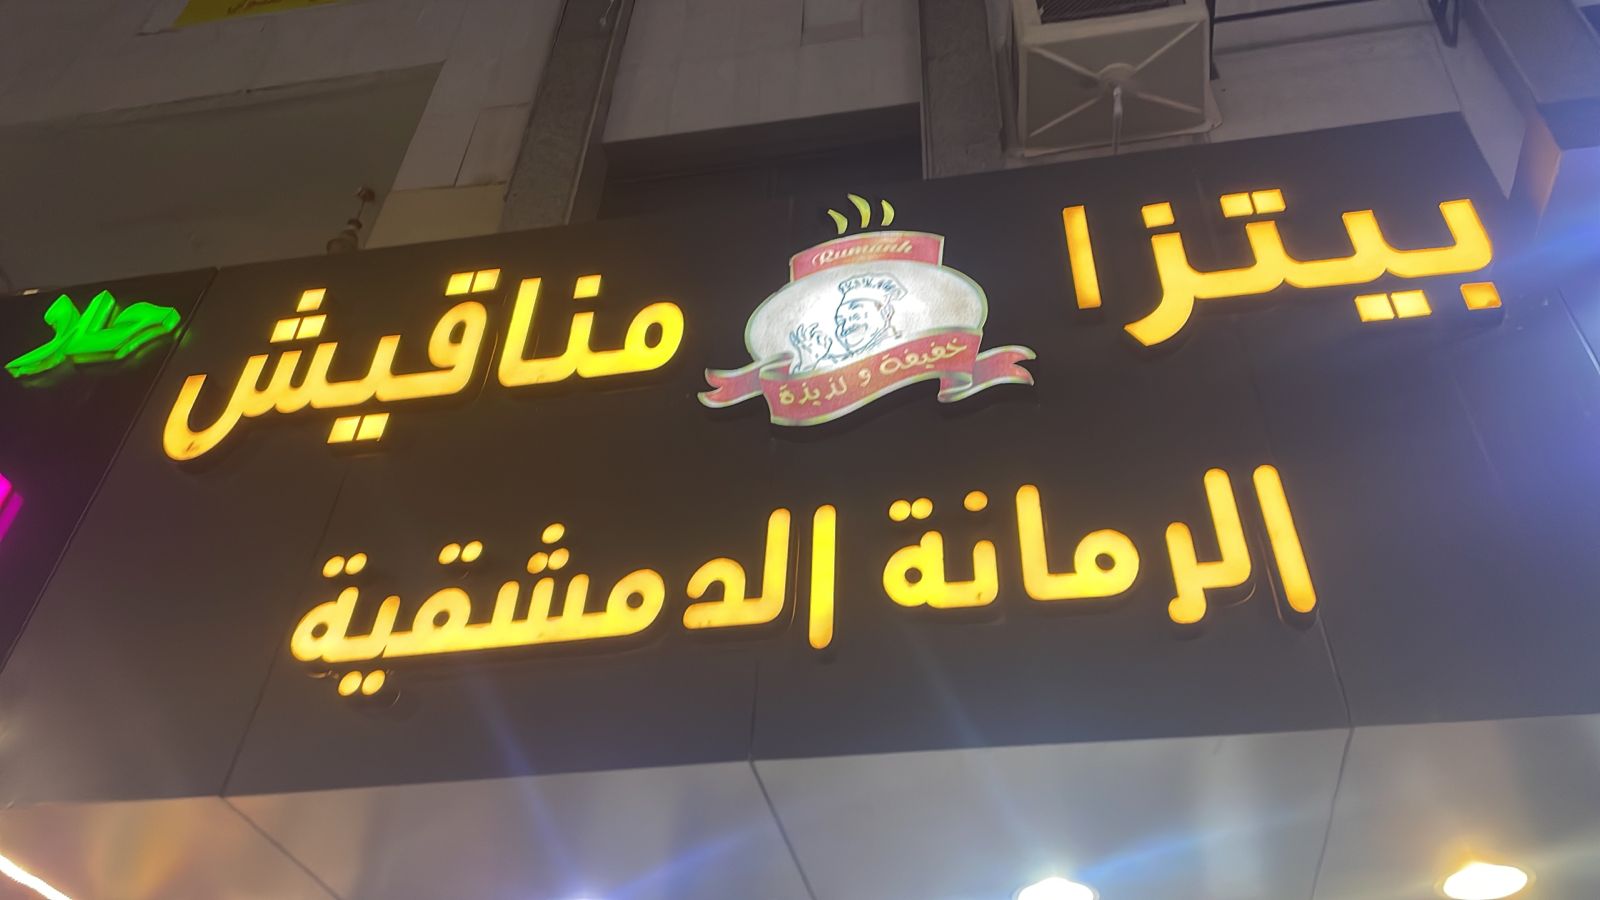 بيتزا
Rumanh
خفيفة و لذيذة
مناقيش
الرمانة الدمشقية